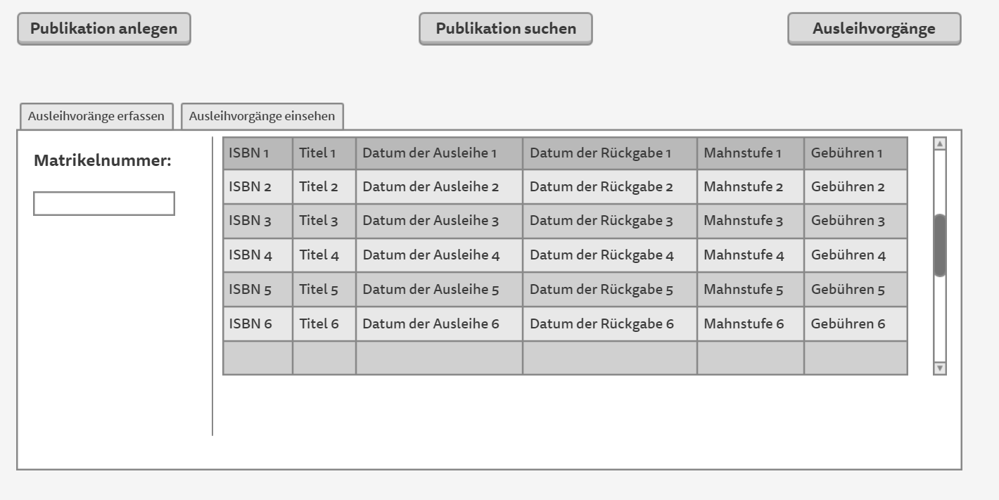 Publikation anlegen Publikation suchen Ausleihvorgänge
Ausleihvoränge erfassen Ausleihvorgänge einsehen
Matrikelnummer:
ISBN 1 Titel 1 Datum der Ausleihe 1 Datum der Rückgabe 1 Mahnstufe 1 Gebühren 1
ISBN 2 Titel 2 Datum der Ausleihe 2 Datum der Rückgabe 2 Mahnstufe 2 Gebühren 2
ISBN 3 Titel 3 Datum der Ausleihe 3 Datum der Rückgabe 3 Mahnstufe 3 Gebühren 3
ISBN 4 Titel 4 Datum der Ausleihe 4 Datum der Rückgabe 4 Mahnstufe 4 Gebühren 4
ISBN 5 Titel 5 Datum der Ausleihe 5 Datum der Rückgabe 5 Mahnstufe 5 Gebühren 5
ISBN 6 Titel 6 Datum der Ausleihe 6 Datum der Rückgabe 6 Mahnstufe 6 Gebühren 6